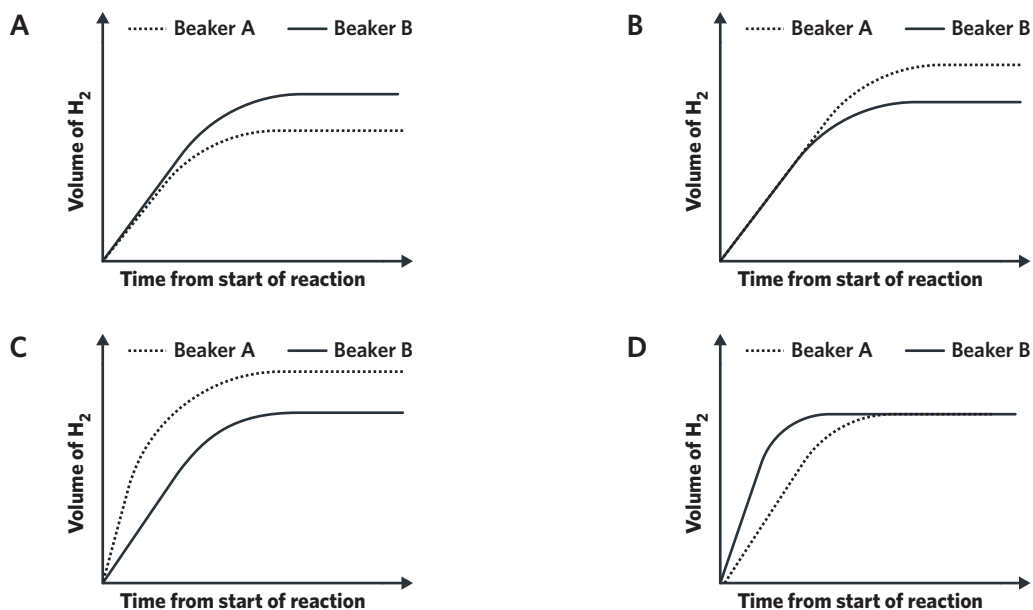 A
Beaker A
Beaker B
Volume of H2
Time from start of reaction
B
Beaker A
Beaker B
Volume of H2
Time from start of reaction
C
Beaker A
Beaker B
Volume of H2
Time from start of reaction
D
Beaker A
Beaker B
Volume of H2
Time from start of reaction